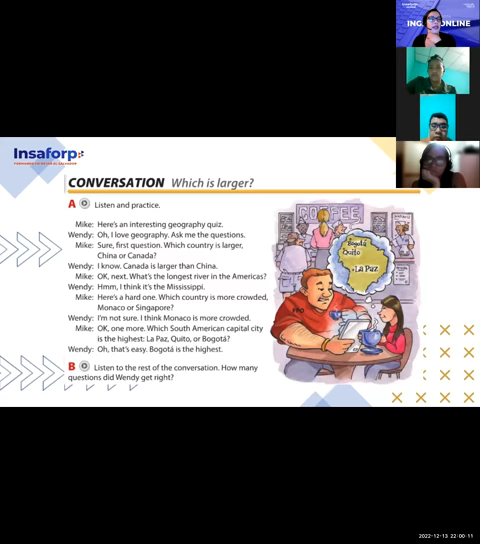 INGL ONLINE
Insaforp
CONVERSATION Which is larger?
A Listen and practice.
Mike: Here's an interesting geography quiz.
Wendy: Oh, I love geography. Ask me the questions.
Mike: Sure, first question. Which country is larger,
China or Canada?
Wendy: I know. Canada is larger than China.
Mike: OK, next. What's the longest river in the Americas?
Wendy: Hmm, I think it's the Mississippi.
Mike: Here's a hard one. Which country is more crowded,
Monaco or Singapore?
Wendy: I'm not sure. I think Monaco is more crowded.
Mike: OK, one more. Which South American capital city
is the highest: La Paz, Quito, or Bogotá?
Wendy: Oh, that's easy. Bogotá is the highest.
B Listen to the rest of the conversation. How many
questions did Wendy get right?
COFFEE
Bogotá
Quito
La Paz
2022-12-13 22:00:11